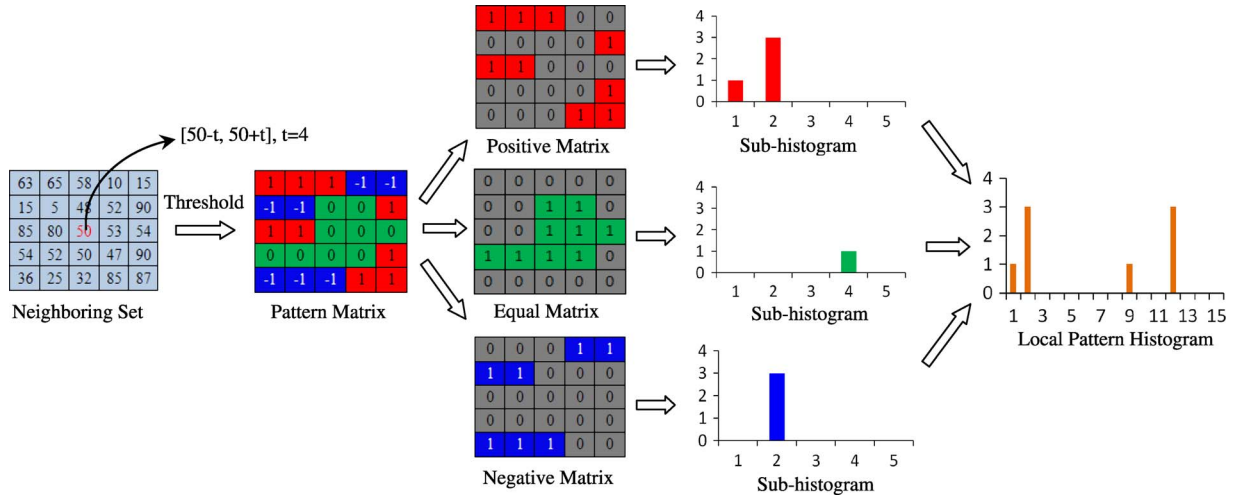 [50-t, 50+t], t=4
63 65 58 10 15
15 5 48 52 90
85 80 50 53 54
54 52 50 47 90
36 25 32 85 87
Neighboring Set
Threshold
1 1 1 -1 -1
-1 -1 0 0 1
1 1 0 0 0
0 0 0 0 1
-1 -1 -1 1 1
Pattern Matrix
1 1 1 0 0
0 0 0 0 1
1 1 0 0 0
0 0 0 0 1
0 0 0 1 1
Positive Matrix
0 0 0 0 0
0 0 1 1 0
0 0 1 1 1
1 1 1 1 0
0 0 0 0 0
Equal Matrix
0 0 0 1 1
1 1 0 0 0
0 0 0 0 0
0 0 0 0 0
1 1 1 0 0
Negative Matrix
4
3
2
1
0
1 2 3 4 5
Sub-histogram
4
3
2
1
0
1 2 3 4 5
Sub-histogram
4
3
2
1
0
1 2 3 4 5
Sub-histogram
4
3
2
1
0
1 3 5 7 9 11 13 15
Local Pattern Histogram